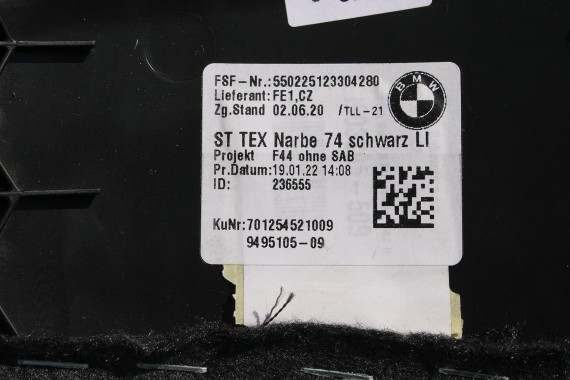 FSF-Nr.:550225123304280
Lieferant:FE1,CZ
Zg.Stand 02.06.20 /TLL-21
BMW
ST TEX Narbe 74 schwarz LI
Projekt F44 ohne SAB
Pr.Datum:19.01.22 14:08
ID: 236555
KuNr:701254521009
9495105-09